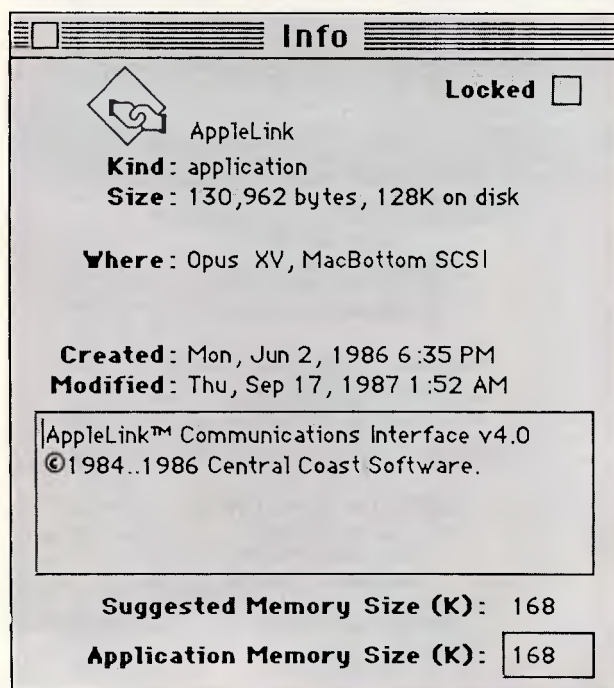 Info
Locked
AppleLink
Kind: application
Size: 130,962 bytes, 128K on disk
Where: Opus XV, MacBottom SCSI
Created: Mon, Jun 2, 1986 6:35 PM
Modified: Thu, Sep 17, 1987 1:52 AM
AppleLink™ Communications Interface v4.0
©1984..1986 Central Coast Software.
Suggested Memory Size (K): 168
Application Memory Size (K): 168